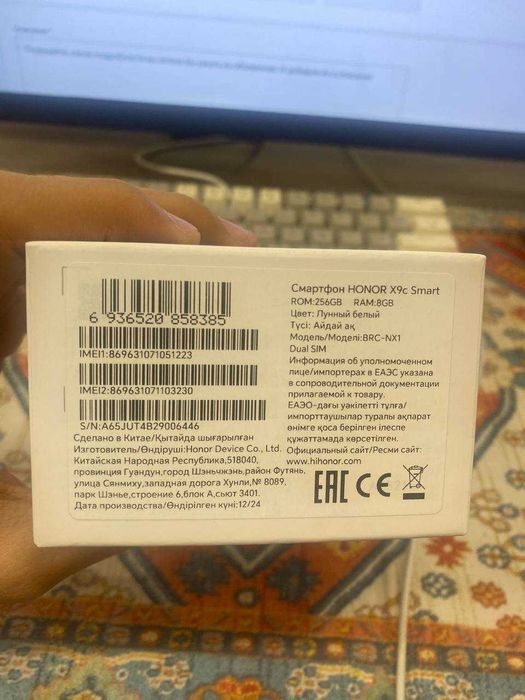 6 936520 858385
IMEI1:869631071051223
IMEI2:869631071103230
S/N:A65JUT4B29006446
Сделано в Китае/Қытайда шығарылған
Изготовитель/Өндіруші:Honor Device Co., Ltd.
Китайская Народная Республика,518040,
провинция Гуандун,город Шэньчжэнь,район Футянь,
улица Сянмиху,западная дорога Хунли,№ 8089,
парк Шэнье,строение 6,блок А,сьют 3401.
Дата производства/Өндірілген күні:12/24
Смартфон HONOR X9c Smart
ROM:256GB RAM:8GB
Цвет: Лунный белый
Түсі: Айдай ақ
Модель/Моделі:BRC-NX1
Dual SIM
Информация об уполномоченном
лице/импортерах в ЕАЭС указана
в сопроводительной документации
прилагаемой к товару.
ЕАЭО-дағы уәкілетті тұлға/
импорттаушылар туралы ақпарат
өнімге қоса берілген ілеспе
құжаттамада көрсетілген.
Официальный сайт/Ресми сайт:
www.hihonor.com
EAC CE